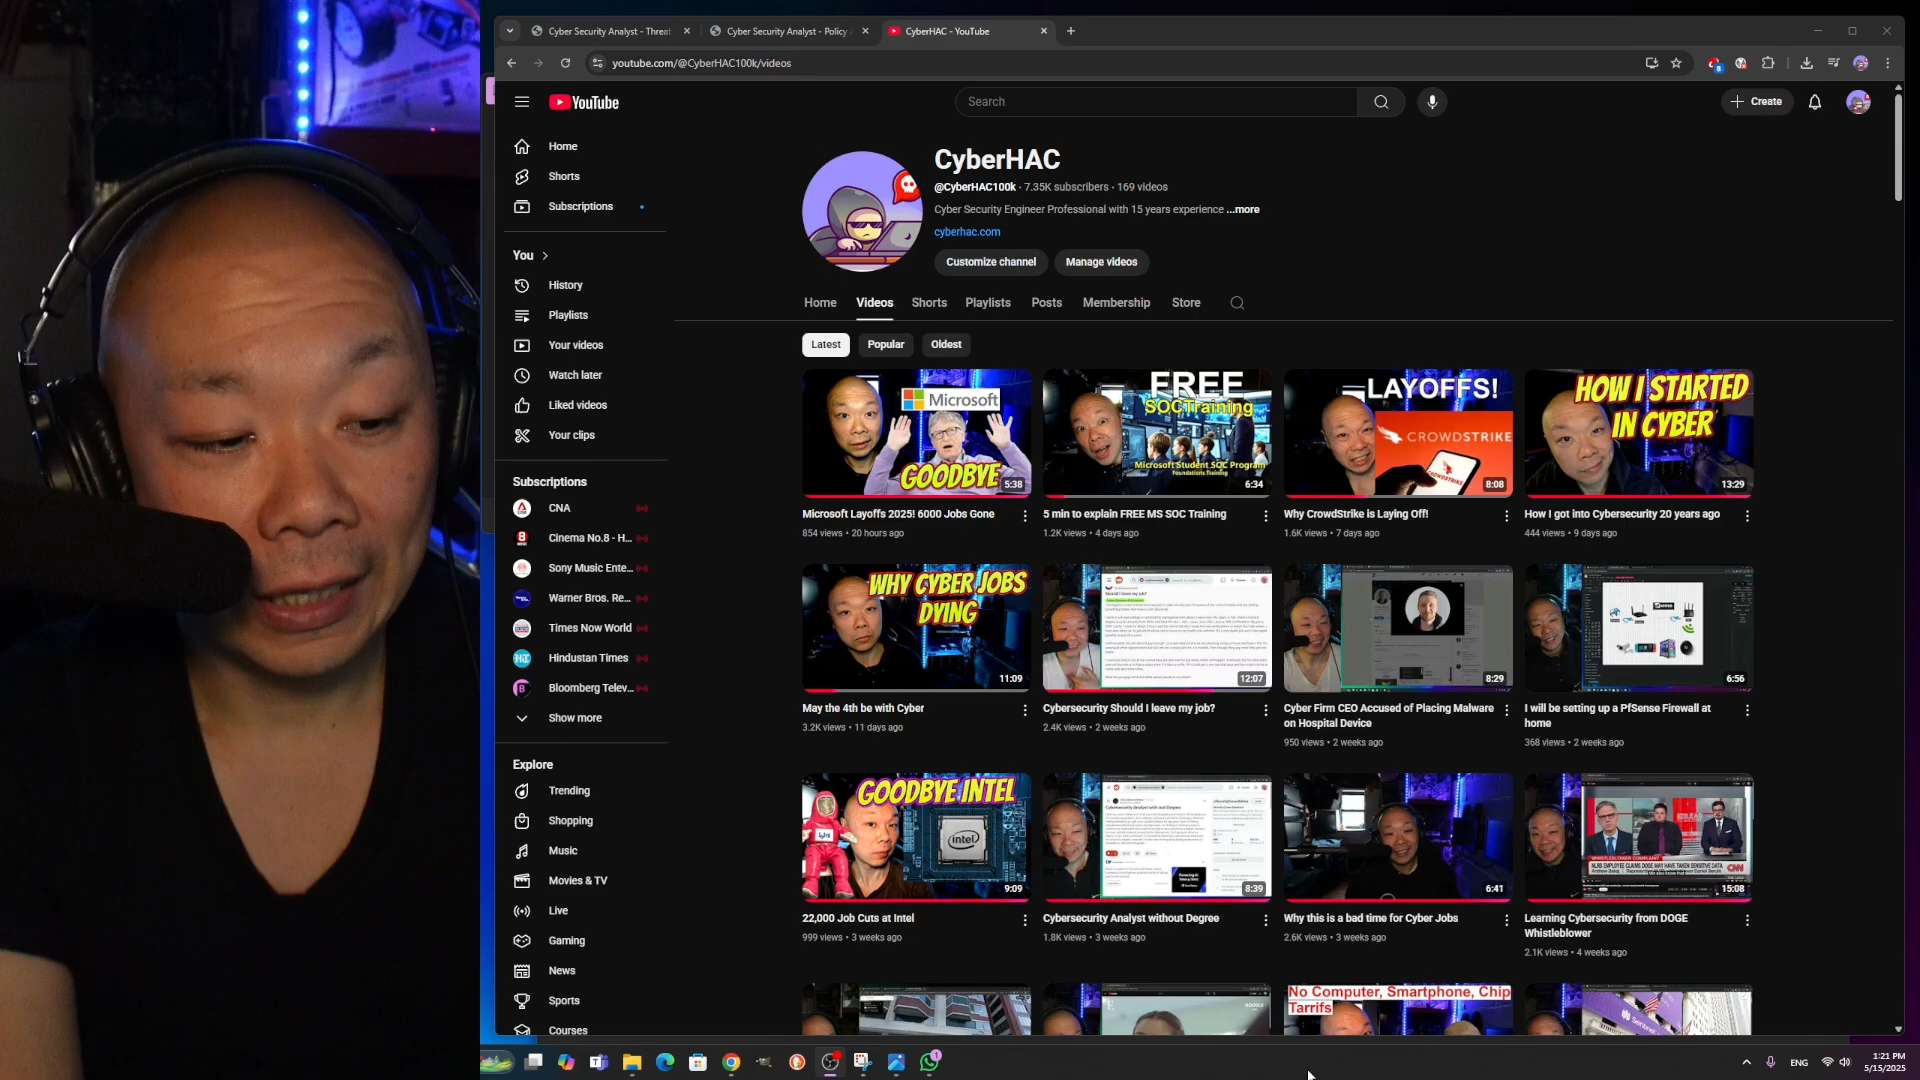 Cyber Security Analyst - Threat
Cyber Security Analyst - Policy
CyberHAC - YouTube
youtube.com/@CyberHAC100k/videos
YouTube
Search
Create
Home
Shorts
Subscriptions
You
History
Playlists
Your videos
Watch later
Liked videos
Your clips
Subscriptions
CNA
Cinema No.8 - H...
Sony Music Ente...
Warner Bros. Re...
Times Now World
Hindustan Times
Bloomberg Telev...
Show more
Explore
Trending
Shopping
Music
Movies & TV
Live
Gaming
News
Sports
Courses
CyberHAC
@CyberHAC100k · 7.35K subscribers · 169 videos
Cyber Security Engineer Professional with 15 years experience ...more
cyberhac.com
Customize channel
Manage videos
Home
Videos
Shorts
Playlists
Posts
Membership
Store
Latest
Popular
Oldest
Microsoft
GOODBYE
5:38
Microsoft Layoffs 2025! 6000 Jobs Gone
854 views • 20 hours ago
FREE
SOCTraining
Microsoft Student SOC Program
Foundations Training
6:34
5 min to explain FREE MS SOC Training
1.2K views • 4 days ago
LAYOFFS!
CROWDSTRIKE
8:08
Why CrowdStrike is Laying Off!
1.6K views • 7 days ago
HOW I STARTED
IN CYBER
13:29
How I got into Cybersecurity 20 years ago
444 views • 9 days ago
WHY CYBER JOBS
DYING
11:09
May the 4th be with Cyber
3.2K views • 11 days ago
12:07
Cybersecurity Should I leave my job?
2.4K views • 2 weeks ago
8:29
Cyber Firm CEO Accused of Placing Malware
on Hospital Device
950 views • 2 weeks ago
6:56
I will be setting up a PfSense Firewall at
home
368 views • 2 weeks ago
GOODBYE INTEL
intel
9:09
22,000 Job Cuts at Intel
999 views • 3 weeks ago
8:39
Cybersecurity Analyst without Degree
1.8K views • 3 weeks ago
6:41
Why this is a bad time for Cyber Jobs
2.6K views • 3 weeks ago
CNN
15:08
Learning Cybersecurity from DOGE
Whistleblower
2.1K views • 4 weeks ago
No Computer, Smartphone, Chip
Tarrifs
ENG
1:21 PM
5/15/2025